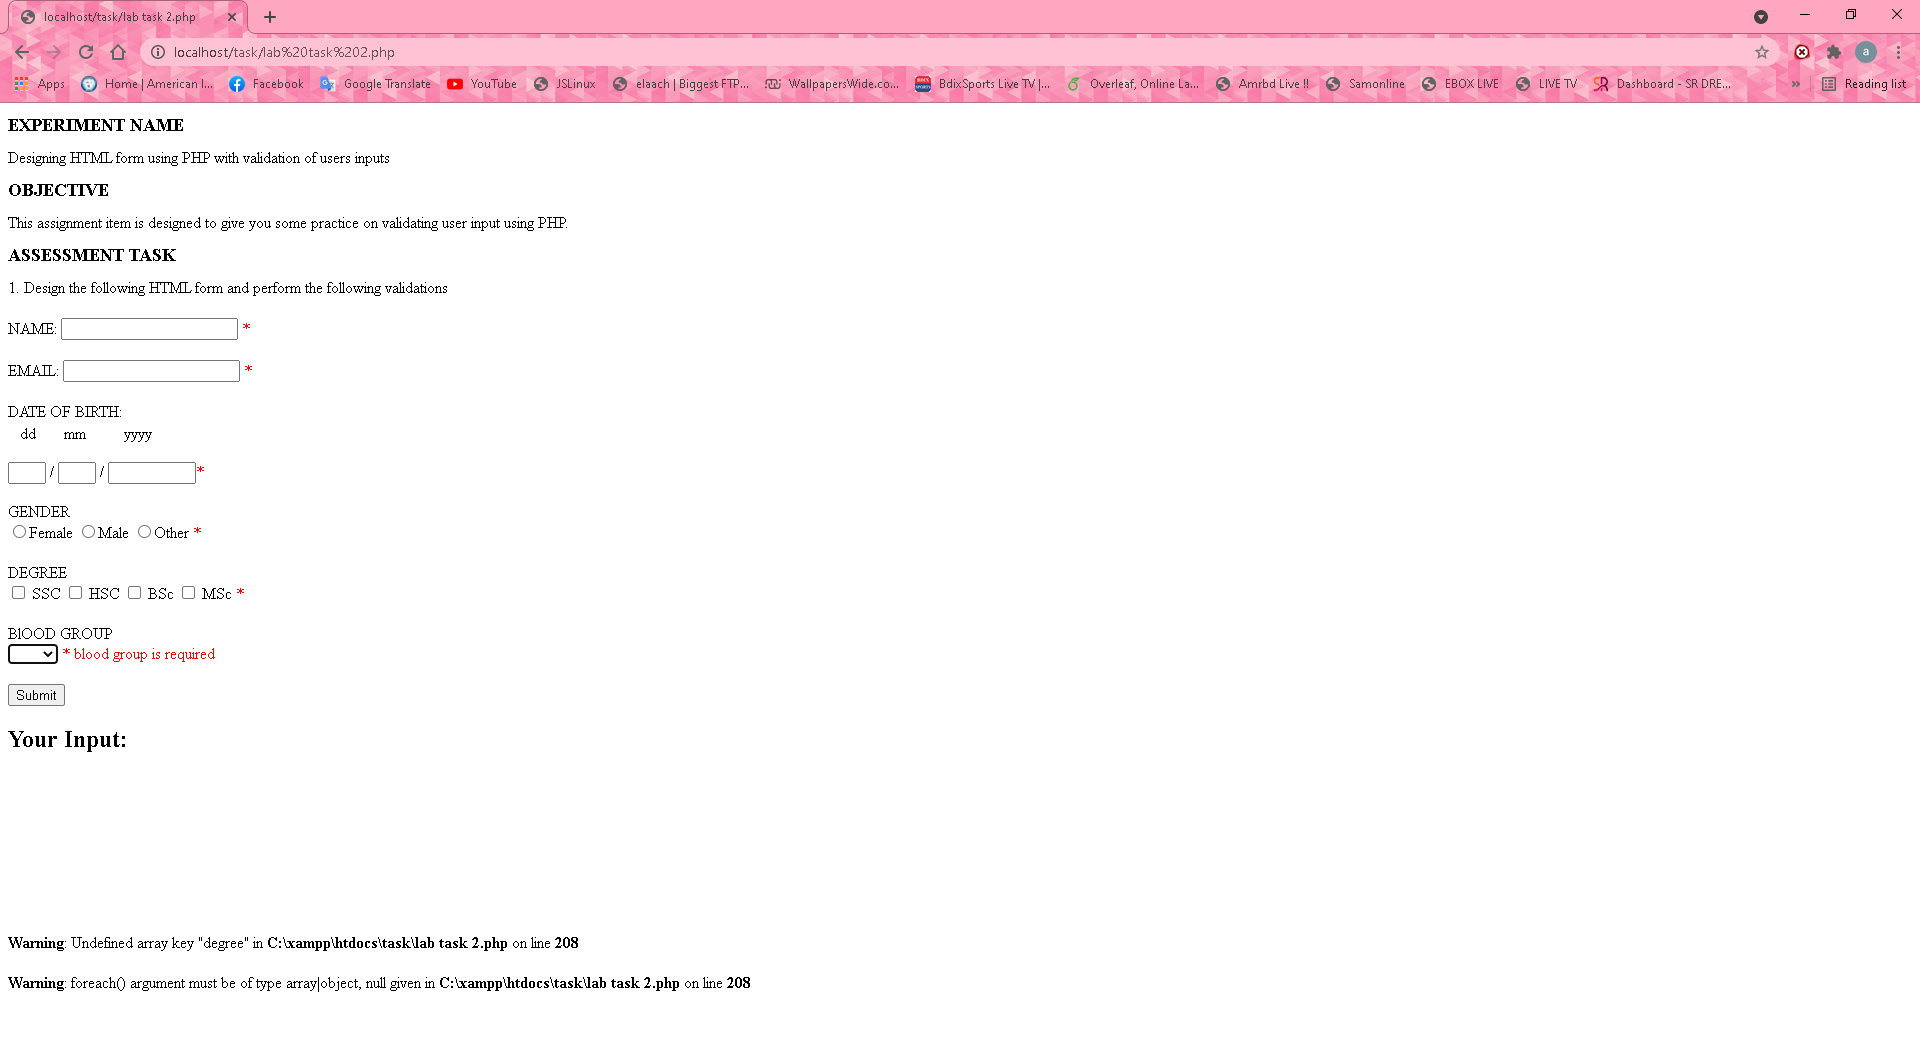 localhost/task/lab task 2.php
localhost/task/lab%20task%202.php
a
Apps Home | American I... Facebook Google Translate YouTube JSLinux elaach | Biggest FTP... WallpapersWide.co... BdixSports Live TV |... Overleaf, Online La... Amrbd Live !! Samonline EBOX LIVE LIVE TV Dashboard - SR DRE... » Reading list
EXPERIMENT NAME
Designing HTML form using PHP with validation of users inputs
OBJECTIVE
This assignment item is designed to give you some practice on validating user input using PHP.
ASSESSMENT TASK
1. Design the following HTML form and perform the following validations
NAME: *
EMAIL: *
DATE OF BIRTH:
dd mm yyyy
/ / *
GENDER
Female Male Other *
DEGREE
SSC HSC BSc MSc *
BlOOD GROUP
* blood group is required
Submit
Your Input:
Warning: Undefined array key "degree" in C:\xampp\htdocs\task\lab task 2.php on line 208
Warning: foreach() argument must be of type array|object, null given in C:\xampp\htdocs\task\lab task 2.php on line 208